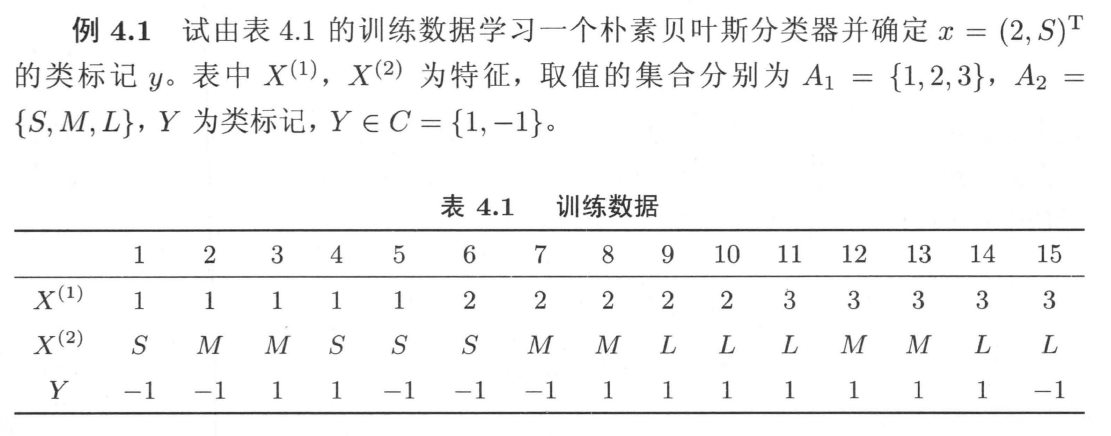 例 4.1 试由表 4.1 的训练数据学习一个朴素贝叶斯分类器并确定 x = (2, S)^T
的类标记 y。表中 X^(1)，X^(2) 为特征，取值的集合分别为 A₁ = {1, 2, 3}，A₂ =
{S, M, L}，Y 为类标记，Y ∈ C = {1, −1}。
表 4.1 训练数据
1 2 3 4 5 6 7 8 9 10 11 12 13 14 15
X^(1) 1 1 1 1 1 2 2 2 2 2 3 3 3 3 3
X^(2) S M M S S S M M L L L M M L L
Y −1 −1 1 1 −1 −1 −1 1 1 1 1 1 1 1 −1